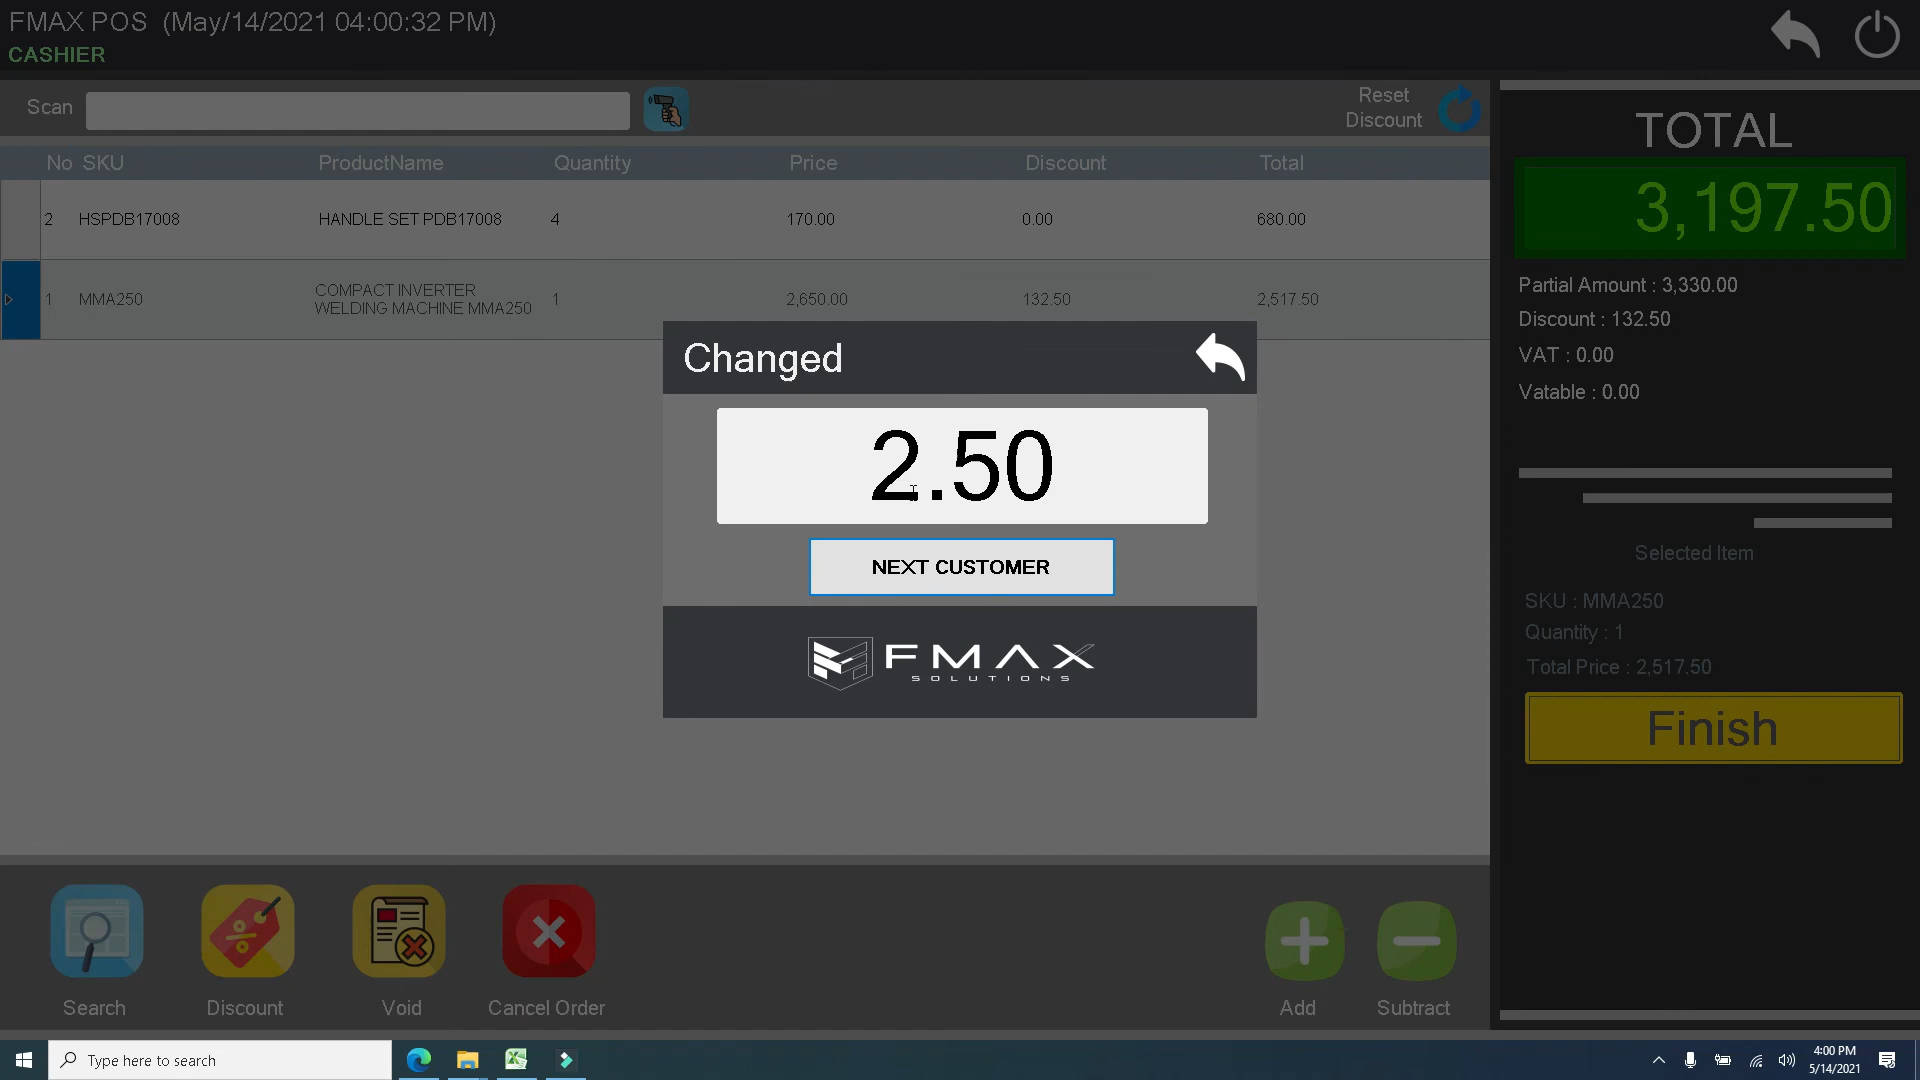 FMAX POS (May/14/2021 04:00:32 PM)
CASHIER
Scan
Reset
Discount
No SKU ProductName Quantity Price Discount Total
2 HSPDB17008 HANDLE SET PDB17008 4 170.00 0.00 680.00
1 MMA250 COMPACT INVERTER WELDING MACHINE MMA250 1 2,650.00 132.50 2,517.50
TOTAL
3,197.50
Partial Amount : 3,330.00
Discount : 132.50
VAT : 0.00
Vatable : 0.00
Selected Item
SKU : MMA250
Quantity : 1
Total Price : 2,517.50
Finish
Changed
2.50
NEXT CUSTOMER
FMAX
SOLUTIONS
Search Discount Void Cancel Order Add Subtract
Type here to search
4:00 PM
5/14/2021